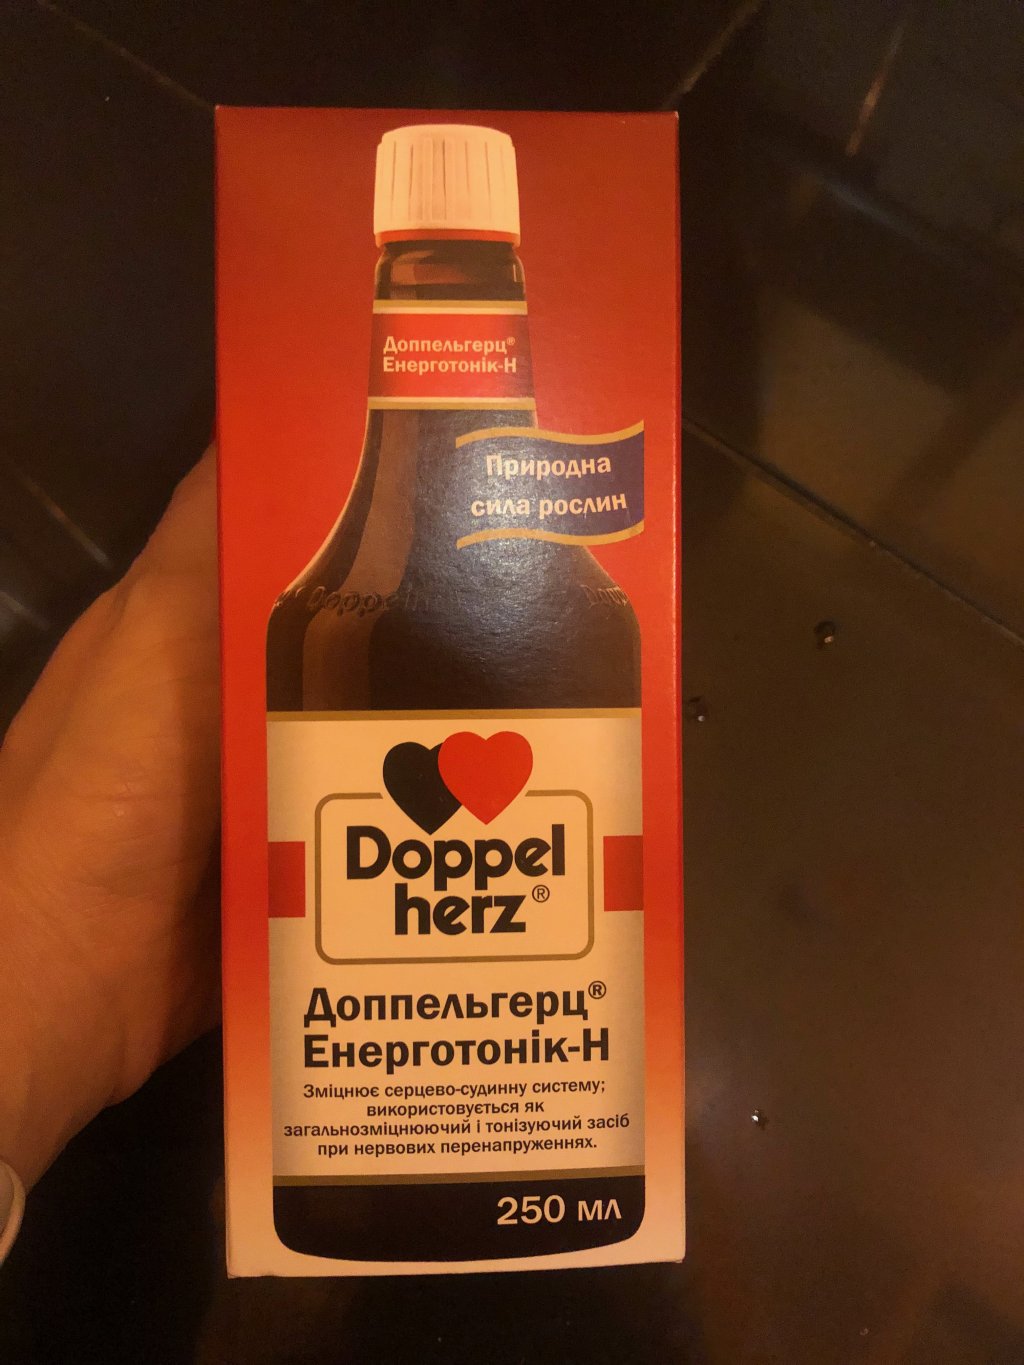 Доппельгерц®
Енерготонік-Н
Природна
сила рослин
Doppel
herz®
Доппельгерц®
Енерготонік-Н
Зміцнює серцево-судинну систему;
використовується як
загальнозміцнюючий і тонізуючий засіб
при нервових перенапруженнях.
250 мл